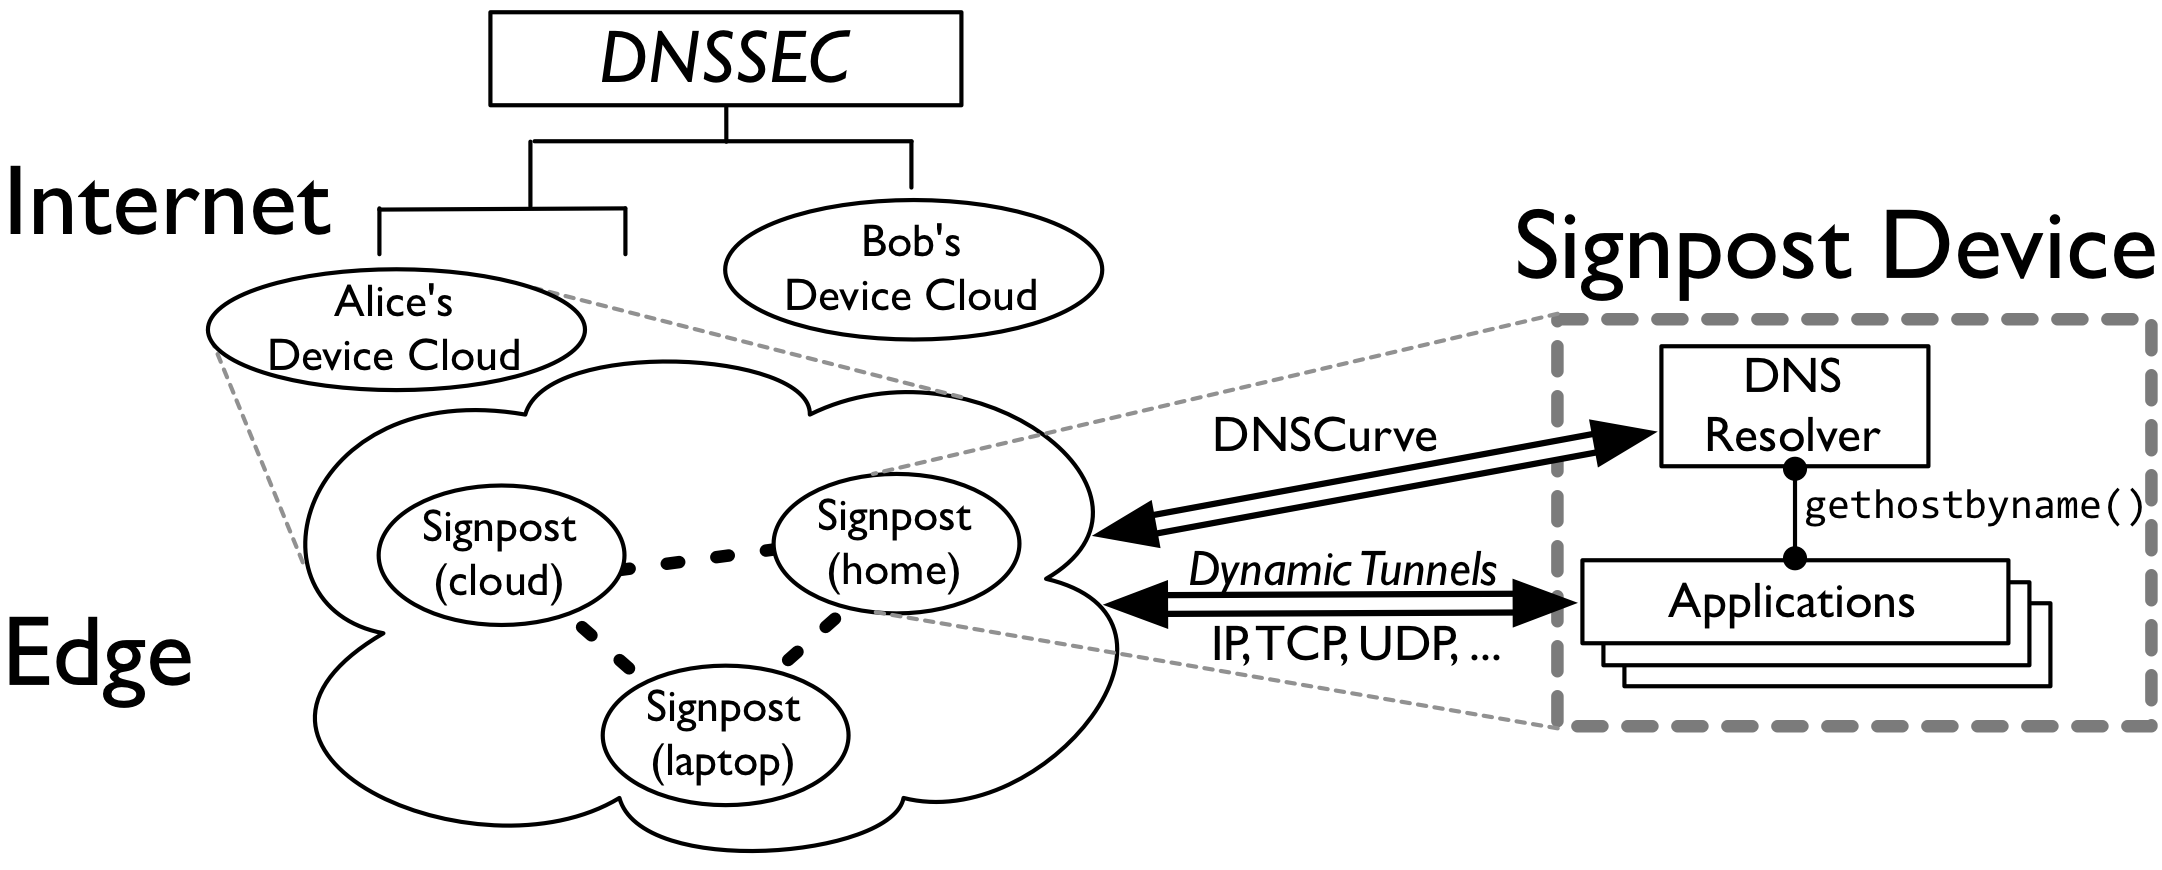 DNSSEC
Internet
Bob's
Device Cloud
Alice's
Device Cloud
Signpost Device
DNS
Resolver
DNSCurve
gethostbyname()
Signpost
(cloud)
Signpost
(home)
Dynamic Tunnels
IP, TCP, UDP, ...
Applications
Edge
Signpost
(laptop)